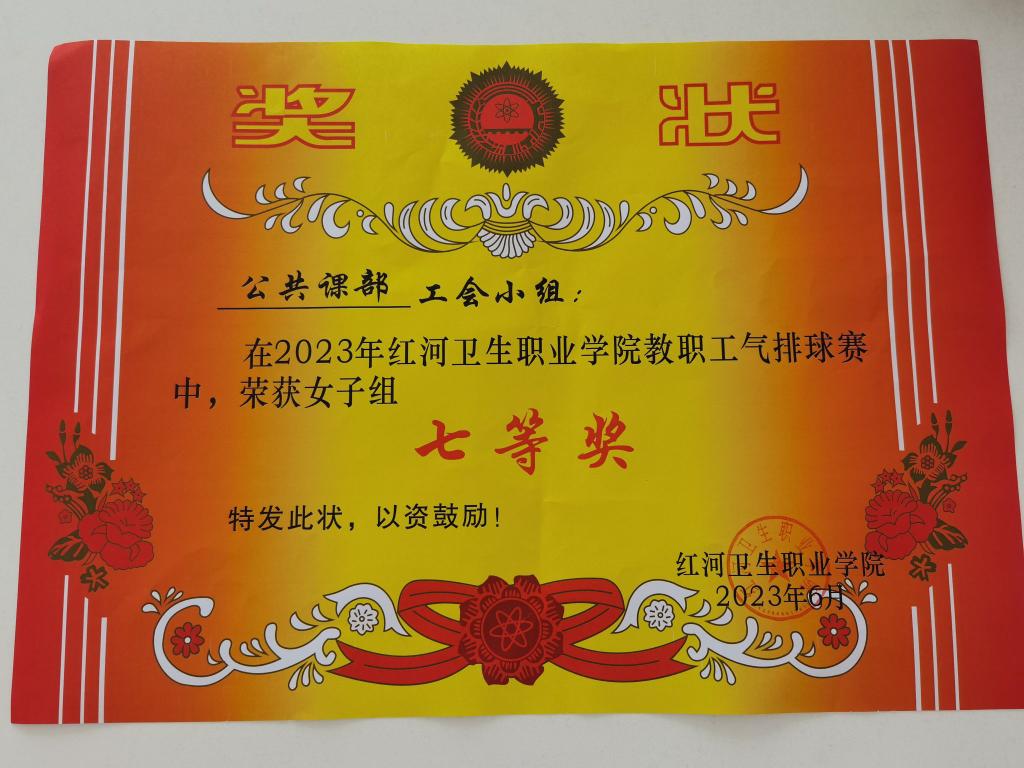 奖 状
公共课部 工会小组：
在2023年红河卫生职业学院教职工气排球赛
中，荣获女子组
七等奖
特发此状，以资鼓励！
红河卫生职业学院
2023年6月